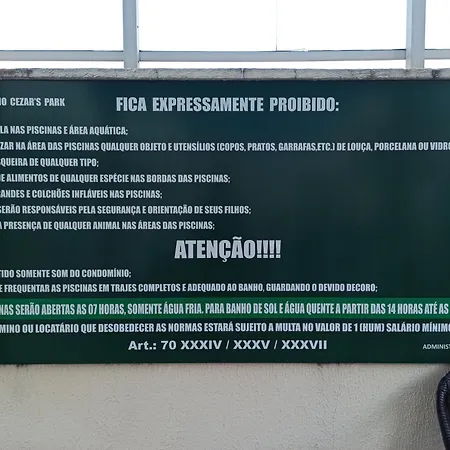 IO CEZAR'S PARK
FICA EXPRESSAMENTE PROIBIDO:
LA NAS PISCINAS E ÁREA AQUÁTICA;
ZAR NA ÁREA DAS PISCINAS QUALQUER OBJETO E UTENSÍLIOS (COPOS, PRATOS, GARRAFAS,ETC.) DE LOUÇA, PORCELANA OU VIDRO
SQUEIRA DE QUALQUER TIPO;
DE ALIMENTOS DE QUALQUER ESPÉCIE NAS BORDAS DAS PISCINAS;
ANDES E COLCHÕES INFLÁVEIS NAS PISCINAS;
SERÃO RESPONSÁVEIS PELA SEGURANÇA E ORIENTAÇÃO DE SEUS FILHOS;
A PRESENÇA DE QUALQUER ANIMAL NAS ÁREAS DAS PISCINAS;
ATENÇÃO!!!!
TIDO SOMENTE SOM DO CONDOMÍNIO;
E FREQUENTAR AS PISCINAS EM TRAJES COMPLETOS E ADEQUADO AO BANHO, GUARDANDO O DEVIDO DECORO;
NAS SERÃO ABERTAS AS 07 HORAS, SOMENTE ÁGUA FRIA. PARA BANHO DE SOL E ÁGUA QUENTE A PARTIR DAS 14 HORAS ATÉ AS
MINO OU LOCATÁRIO QUE DESOBEDECER AS NORMAS ESTARÁ SUJEITO A MULTA NO VALOR DE 1 (HUM) SALÁRIO MÍNIMO
Art.: 70 XXXIV / XXXV / XXXVII
ADMINIST